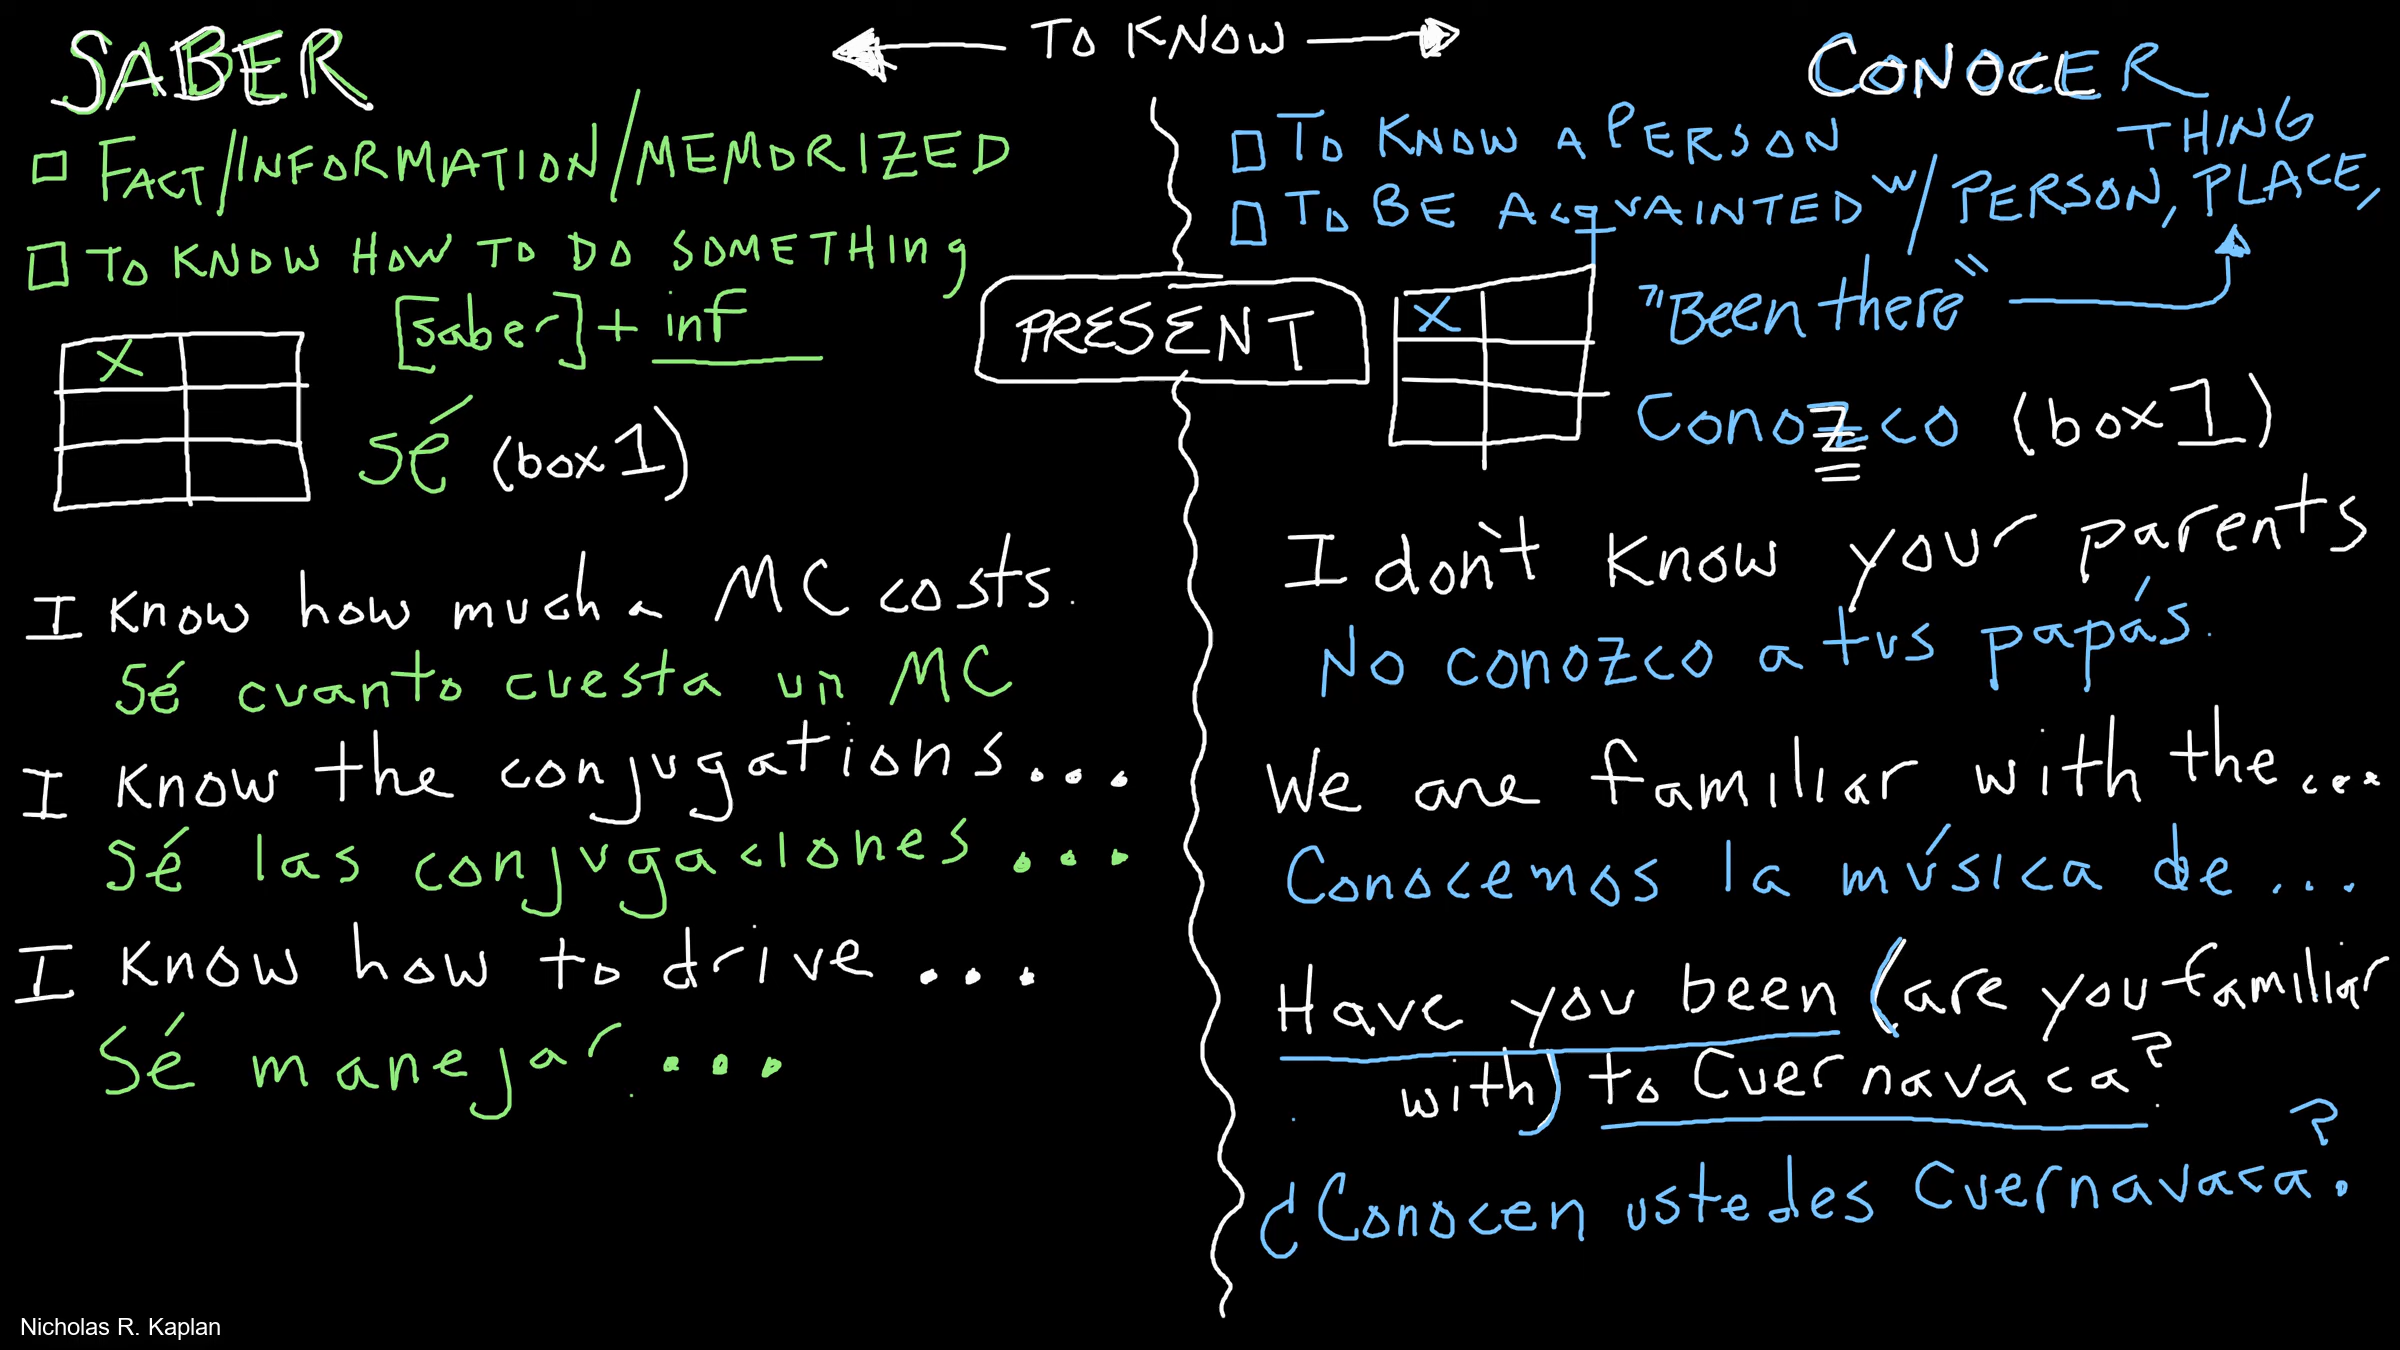 TO KNOW
SABER
FACT/INFORMATION/MEMORIZED
TO KNOW HOW TO DO SOMETHING
[saber] + inf
X
sé (box 1)
I know how much a MC costs.
Sé cuanto cuesta un MC
I know the conjugations...
Sé las conjugaciones...
I know how to drive...
Sé manejar...
PRESENT
CONOCER
TO KNOW A PERSON
THING
TO BE ACQUAINTED W/ PERSON, PLACE,
"Been there"
X
Conozco (box 1)
I don't know your parents
No conozco a tus papás.
We are familiar with the...
Conocemos la música de...
Have you been (are you familiar
with) to Cuernavaca?
¿Conocen ustedes Cuernavaca?
Nicholas R. Kaplan